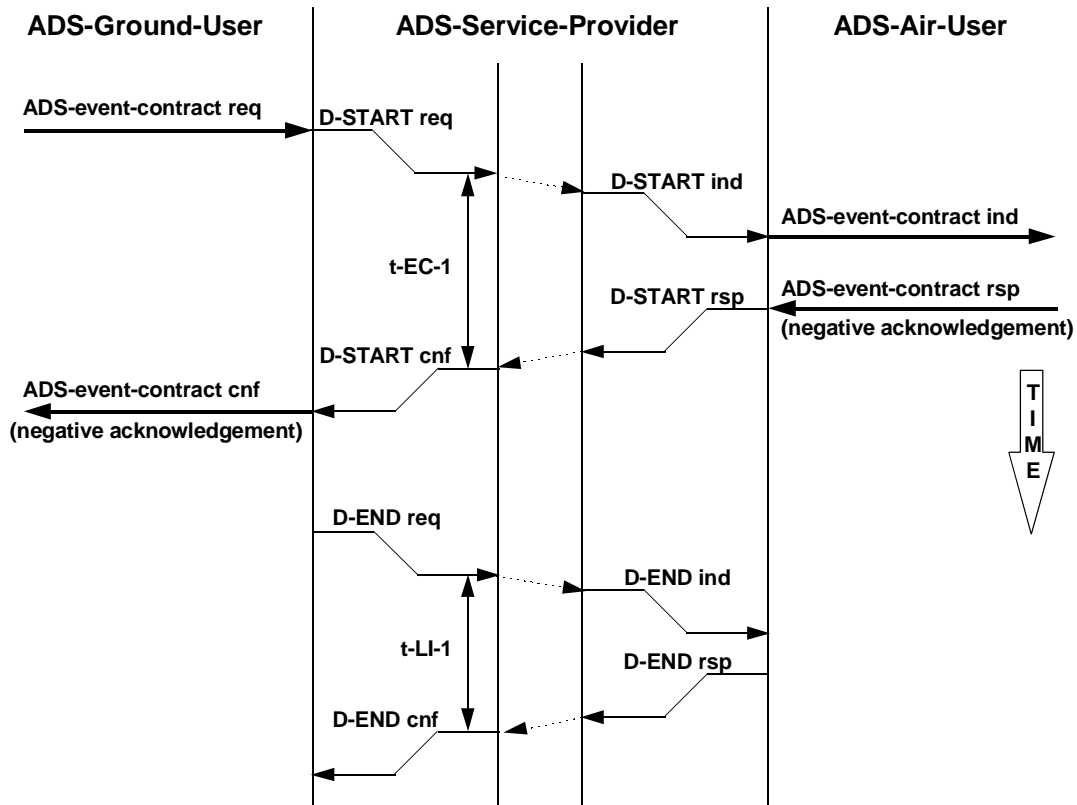 ADS-Ground-User
ADS-Service-Provider
ADS-Air-User
ADS-event-contract req
D-START req
D-START ind
ADS-event-contract ind
t-EC-1
D-START rsp
ADS-event-contract rsp
(negative acknowledgement)
D-START cnf
ADS-event-contract cnf
(negative acknowledgement)
T
I
M
E
D-END req
D-END ind
t-LI-1
D-END rsp
D-END cnf